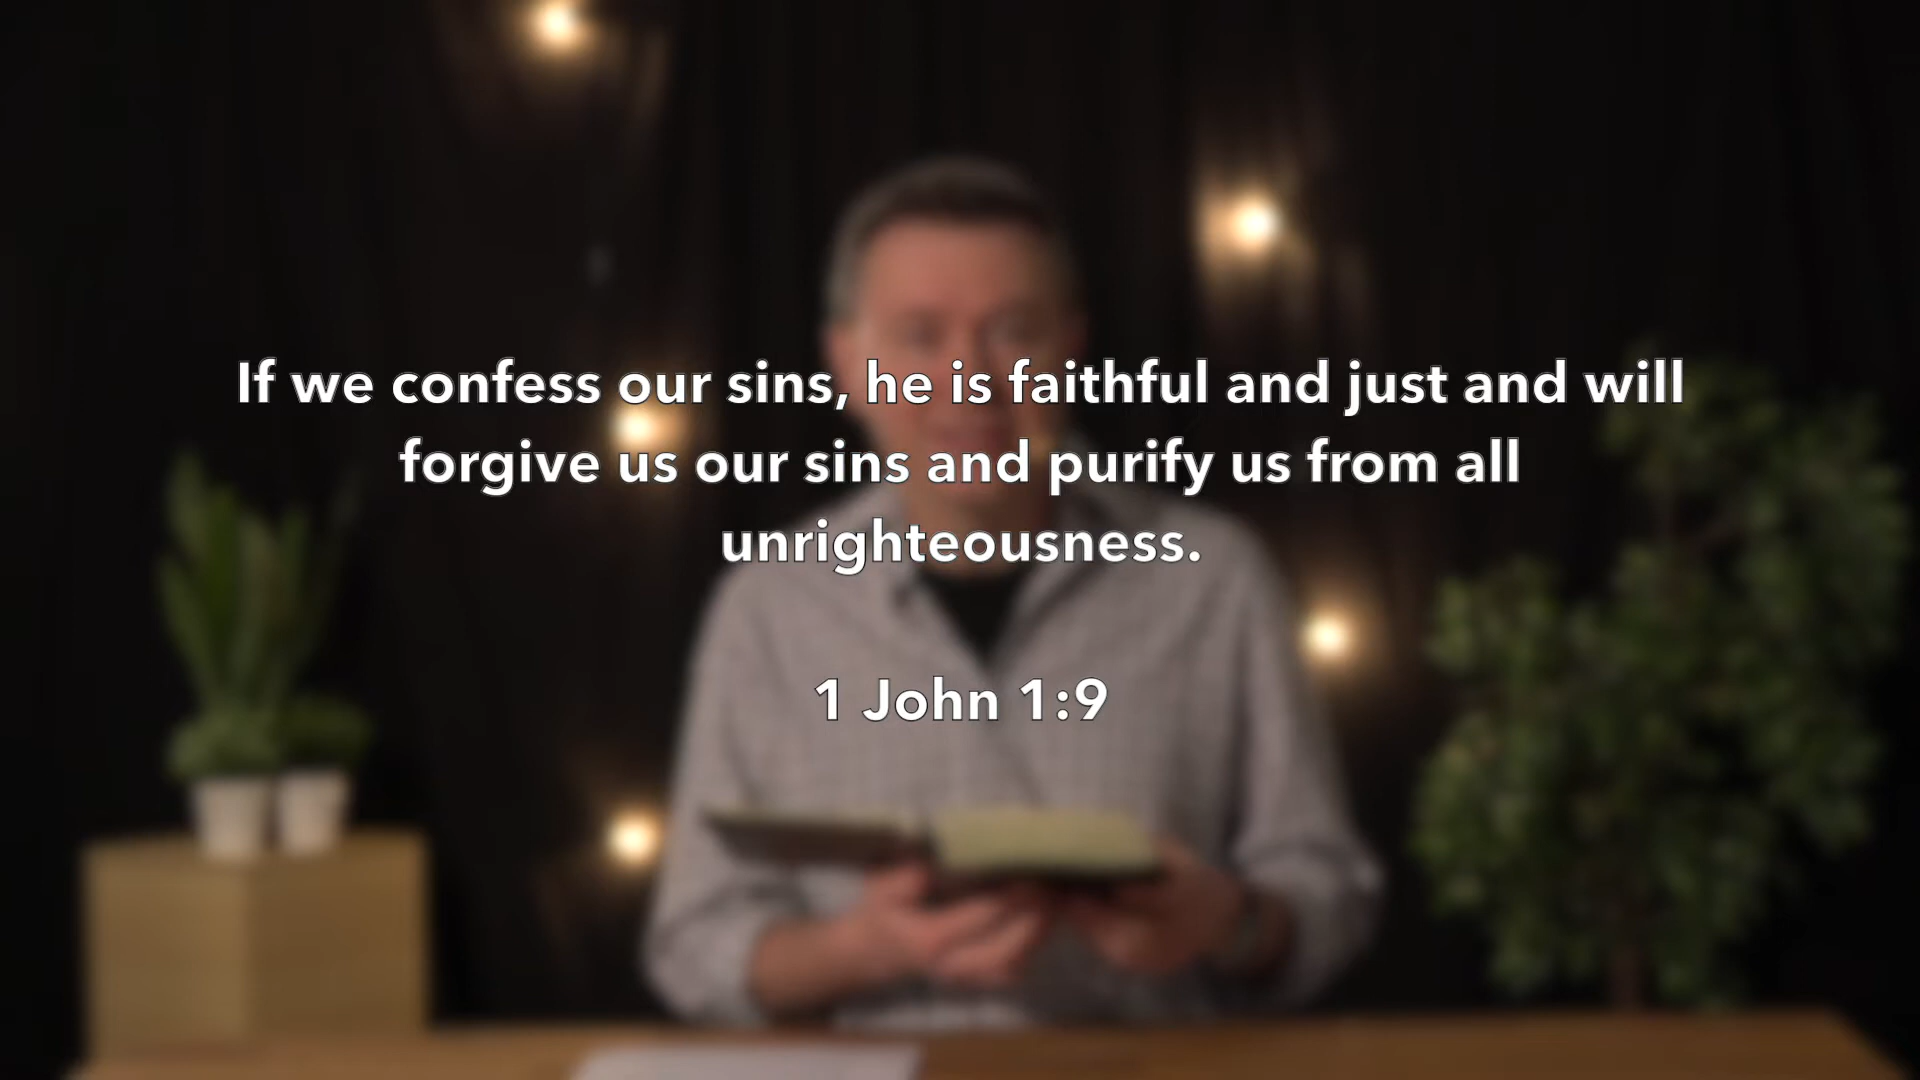 If we confess our sins, he is faithful and just and will
forgive us our sins and purify us from all
unrighteousness.
1 John 1:9